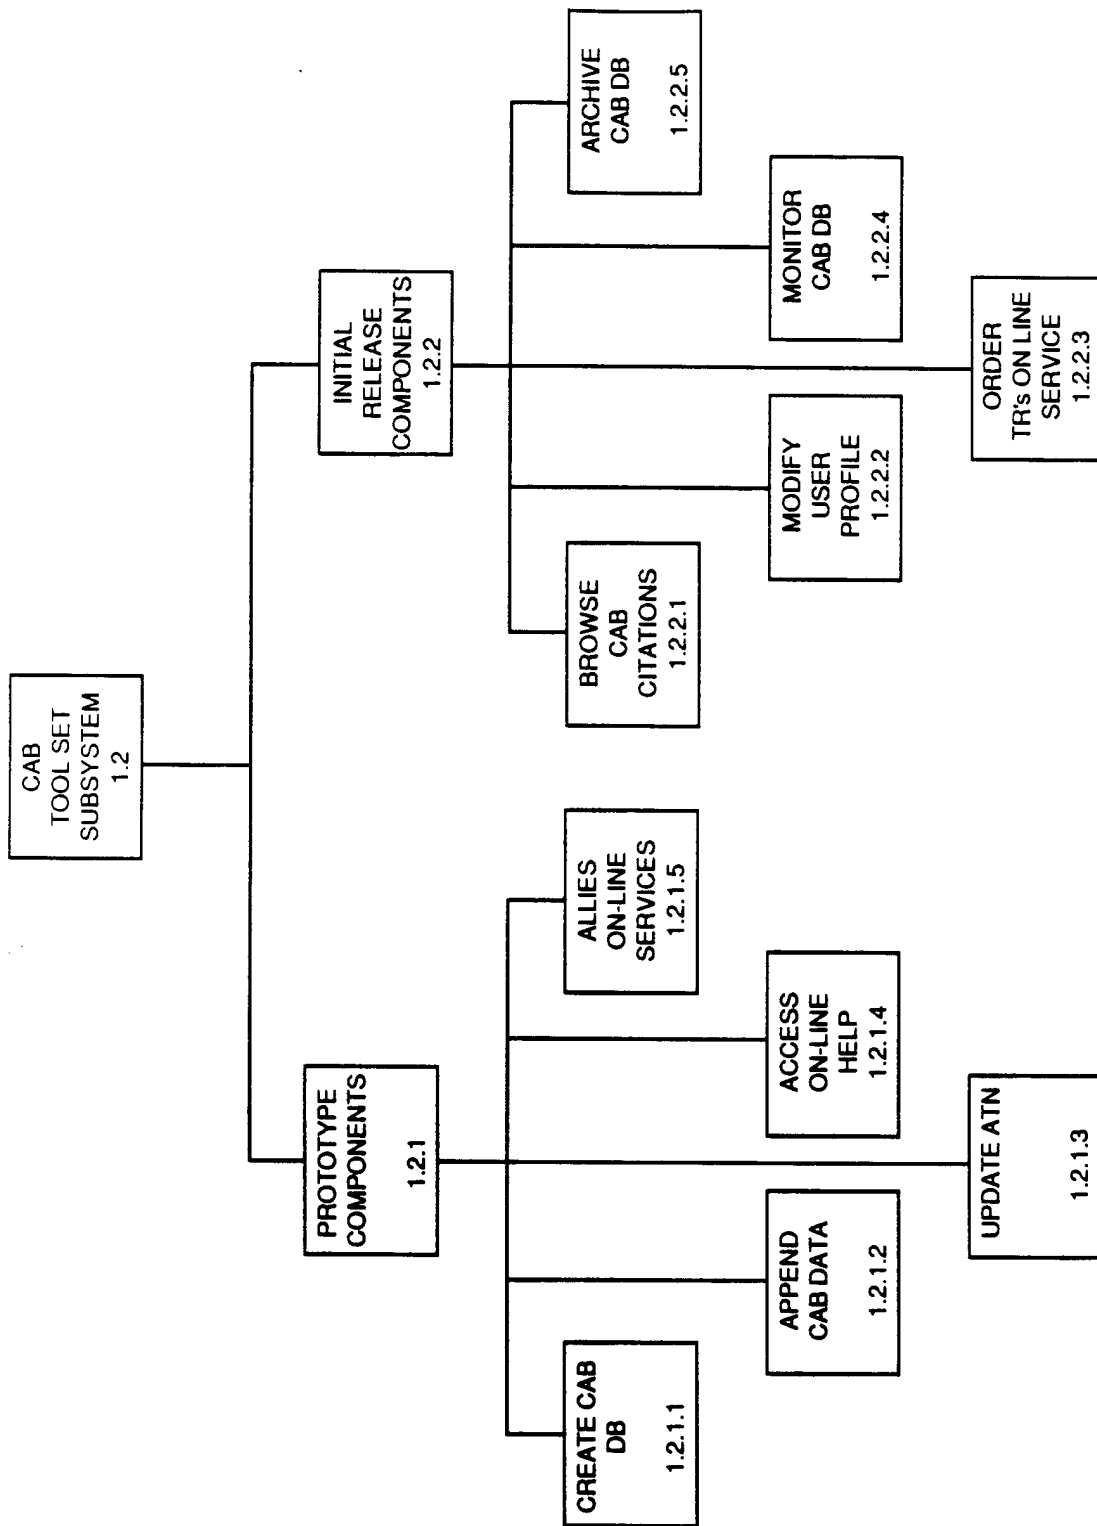 CAB
TOOL SET
SUBSYSTEM
1.2
PROTOTYPE
COMPONENTS
1.2.1
INITIAL
RELEASE
COMPONENTS
1.2.2
CREATE CAB
DB
1.2.1.1
APPEND
CAB DATA
1.2.1.2
UPDATE ATN
1.2.1.3
ACCESS
ON-LINE
HELP
1.2.1.4
ALLIES
ON-LINE
SERVICES
1.2.1.5
BROWSE
CAB
CITATIONS
1.2.2.1
MODIFY
USER
PROFILE
1.2.2.2
ORDER
TR's ON LINE
SERVICE
1.2.2.3
MONITOR
CAB DB
1.2.2.4
ARCHIVE
CAB DB
1.2.2.5